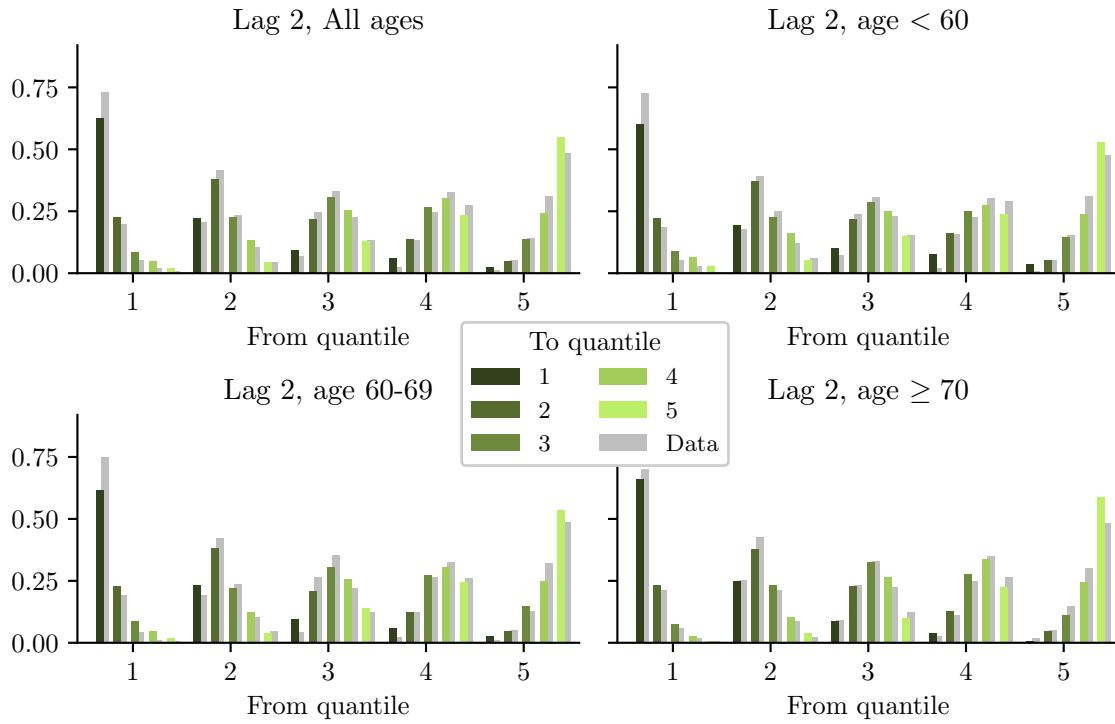 Lag 2, All ages
0.75
0.50
0.25
0.00
1 2 3 4 5
From quantile
Lag 2, age < 60
1 2 3 4 5
From quantile
To quantile
1 4
2 5
3 Data
Lag 2, age 60-69
0.75
0.50
0.25
0.00
1 2 3 4 5
From quantile
Lag 2, age ≥ 70
1 2 3 4 5
From quantile